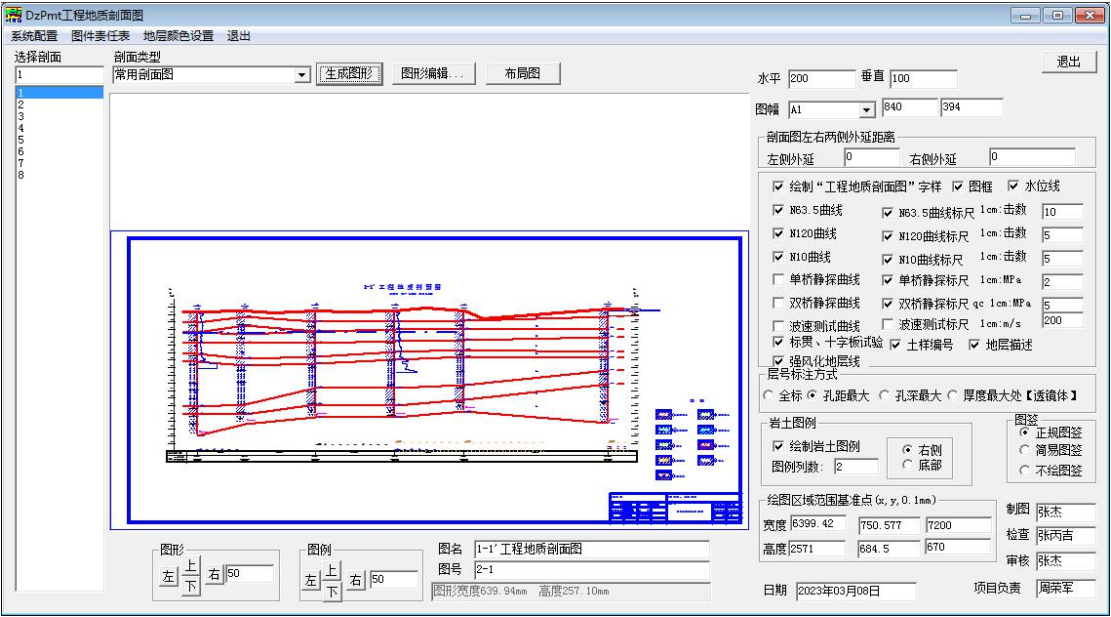 DzPmt工程地质剖面图
系统配置 图件责任表 地层颜色设置 退出
选择剖面
1
1
2
3
4
5
6
7
8
剖面类型
常用剖面图 生成图形 图形编辑... 布局图
退出
水平 200 垂直 100
图幅 A1 840 394
剖面图左右两侧外延距离
左侧外延 0 右侧外延 0
绘制“工程地质剖面图”字样 图框 水位线
N63.5曲线 N63.5曲线标尺 1cm:击数 10
N120曲线 N120曲线标尺 1cm:击数 5
N10曲线 N10曲线标尺 1cm:击数 5
单桥静探曲线 单桥静探标尺 1cm:MPa 2
双桥静探曲线 双桥静探标尺 qc 1cm:MPa 5
波速测试曲线 波速测试标尺 1cm:m/s 200
标贯、十字板试验 土样编号 地层描述
强风化地层线
层号标注方式
全标 孔距最大 孔深最大 厚度最大处【透镜体】
岩土图例
绘制岩土图例
图例列数: 2
右侧
底部
图签
正规图签
简易图签
不绘图签
绘图区域范围基准点(x,y,0.1mm)
宽度 6399.42 750.577 7200
高度 2571 684.5 670
制图 张杰
检查 张丙吉
审核 张杰
日期 2023年03月08日 项目负责 周荣军
1-1' 工程地质剖面图
图形
左 上 下 右 50
图例
左 上 下 右 50
图名 1-1'工程地质剖面图
图号 2-1
图形宽度639.94mm 高度257.10mm